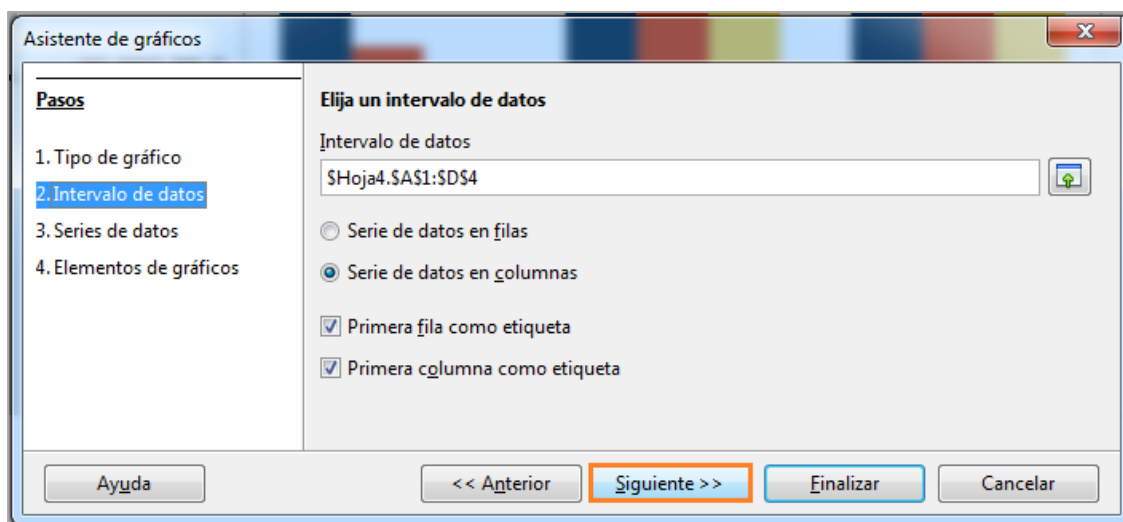 Asistente de gráficos
Pasos
1. Tipo de gráfico
2. Intervalo de datos
3. Series de datos
4. Elementos de gráficos
Elija un intervalo de datos
Intervalo de datos
$Hoja4.$A$1:$D$4
Serie de datos en filas
Serie de datos en columnas
Primera fila como etiqueta
Primera columna como etiqueta
Ayuda
<< Anterior
Siguiente >>
Finalizar
Cancelar